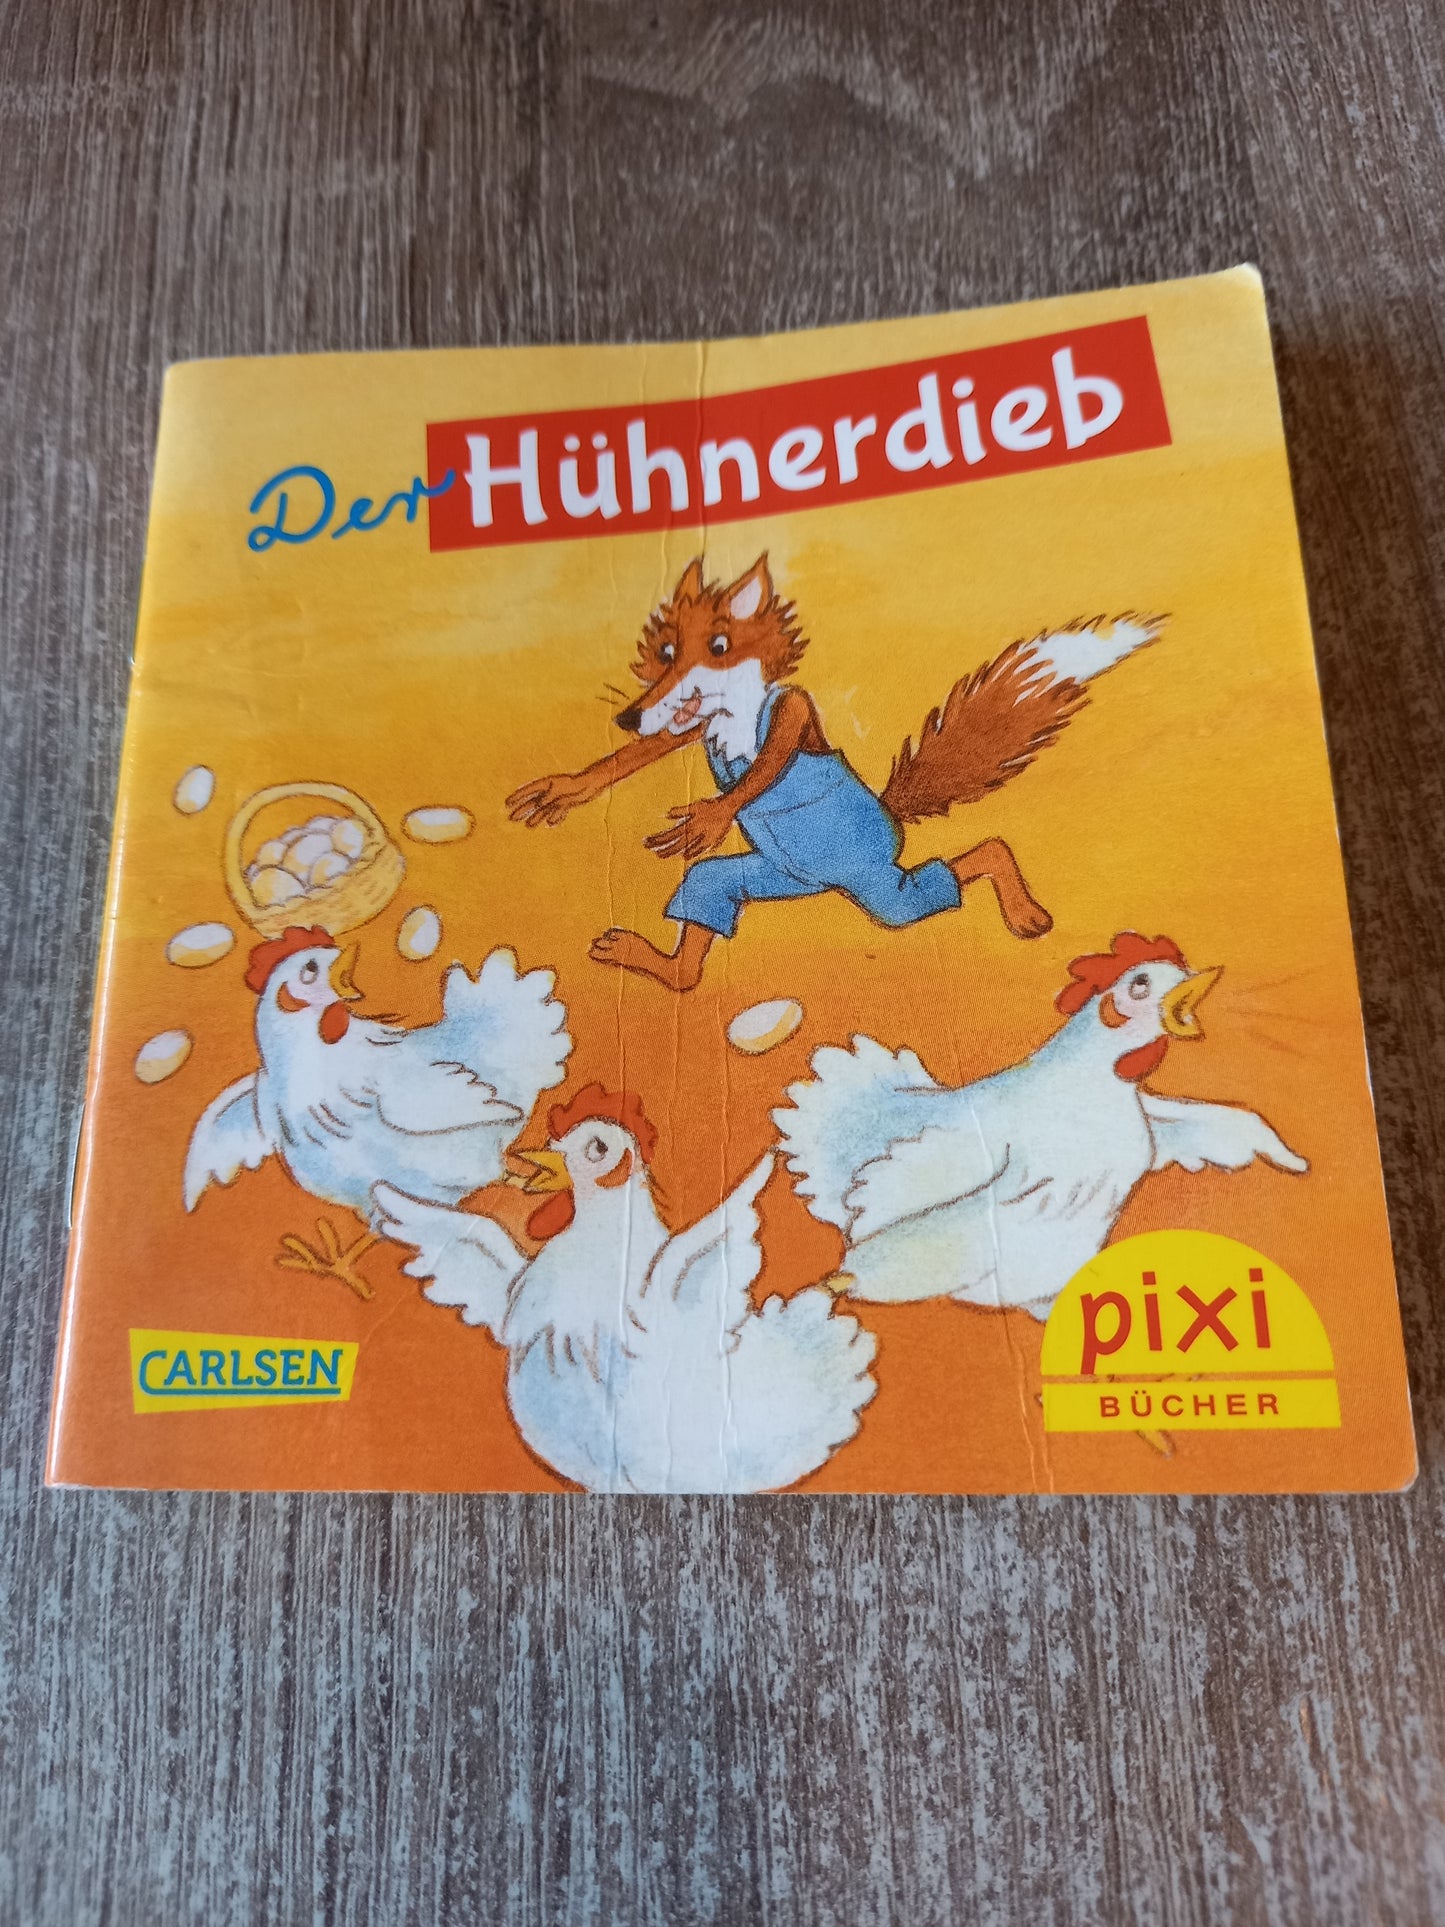 Der Hühnerdieb
CARLSEN
pixi
BÜCHER